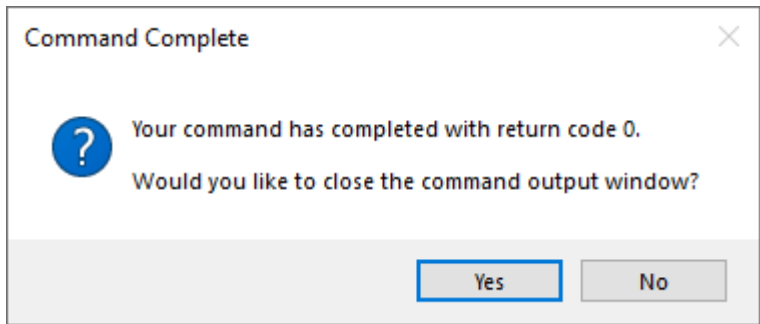 Command Complete
Your command has completed with return code 0.
Would you like to close the command output window?
Yes No